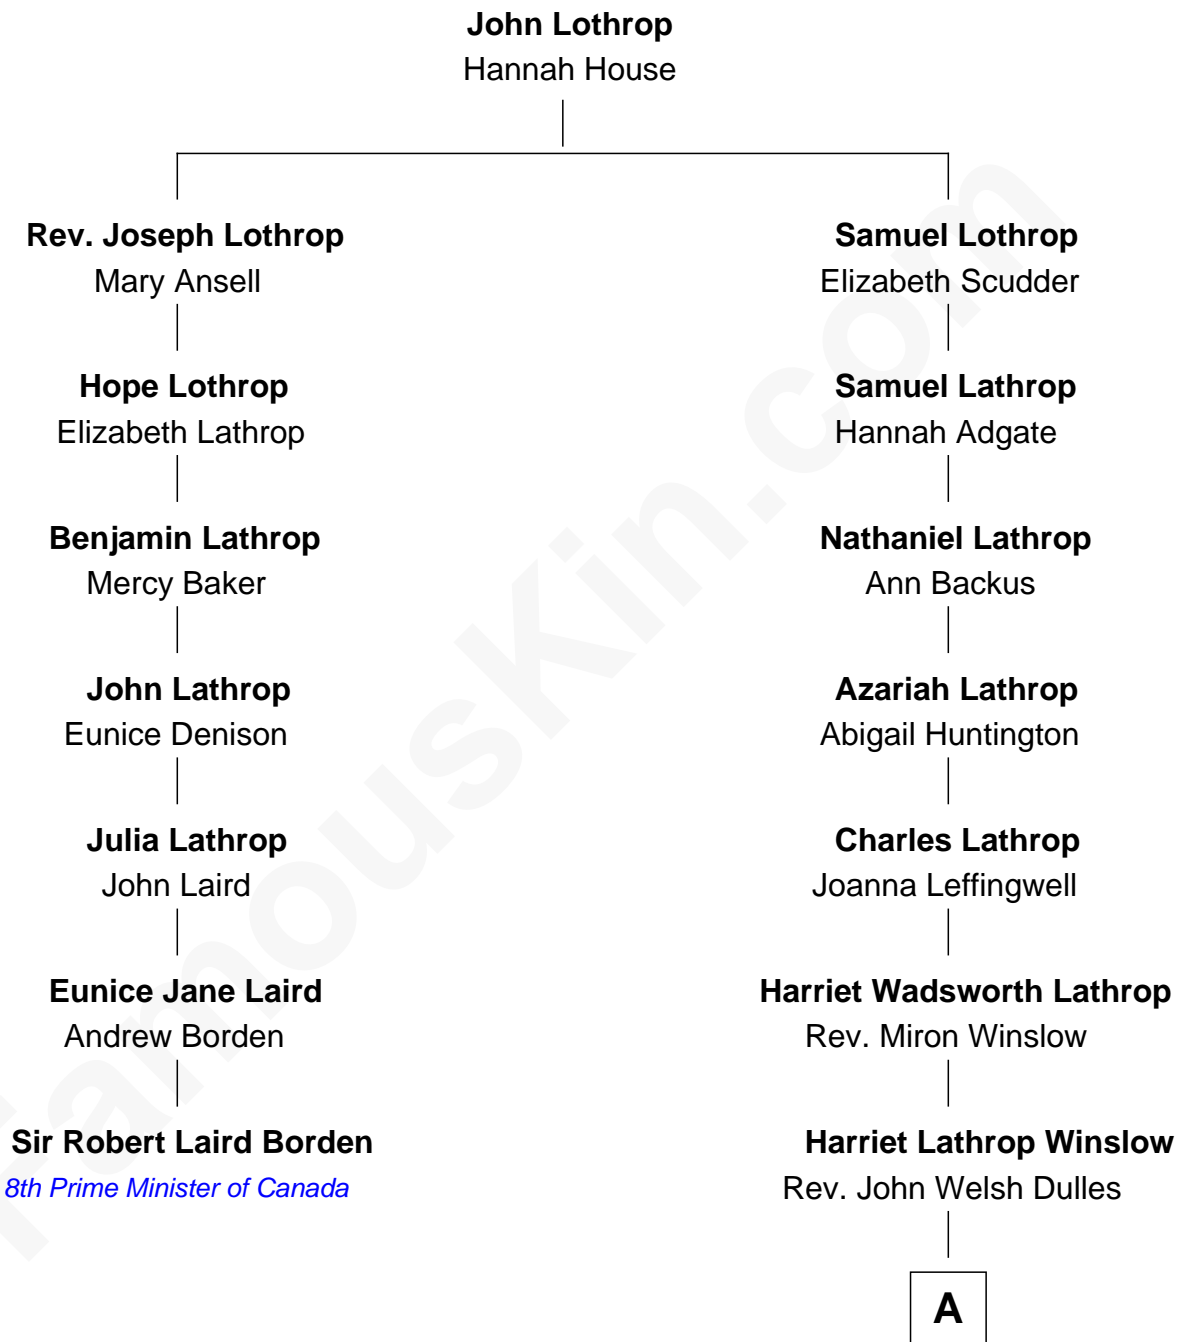 John Lothrop
Hannah House
Rev. Joseph Lothrop
Mary Ansell
Samuel Lothrop
Elizabeth Scudder
Hope Lothrop
Elizabeth Lathrop
Samuel Lathrop
Hannah Adgate
Benjamin Lathrop
Mercy Baker
Nathaniel Lathrop
Ann Backus
John Lathrop
Eunice Denison
Azariah Lathrop
Abigail Huntington
Julia Lathrop
John Laird
Charles Lathrop
Joanna Leffingwell
Eunice Jane Laird
Andrew Borden
Harriet Wadsworth Lathrop
Rev. Miron Winslow
Sir Robert Laird Borden
8th Prime Minister of Canada
Harriet Lathrop Winslow
Rev. John Welsh Dulles
A
FamousKin.com